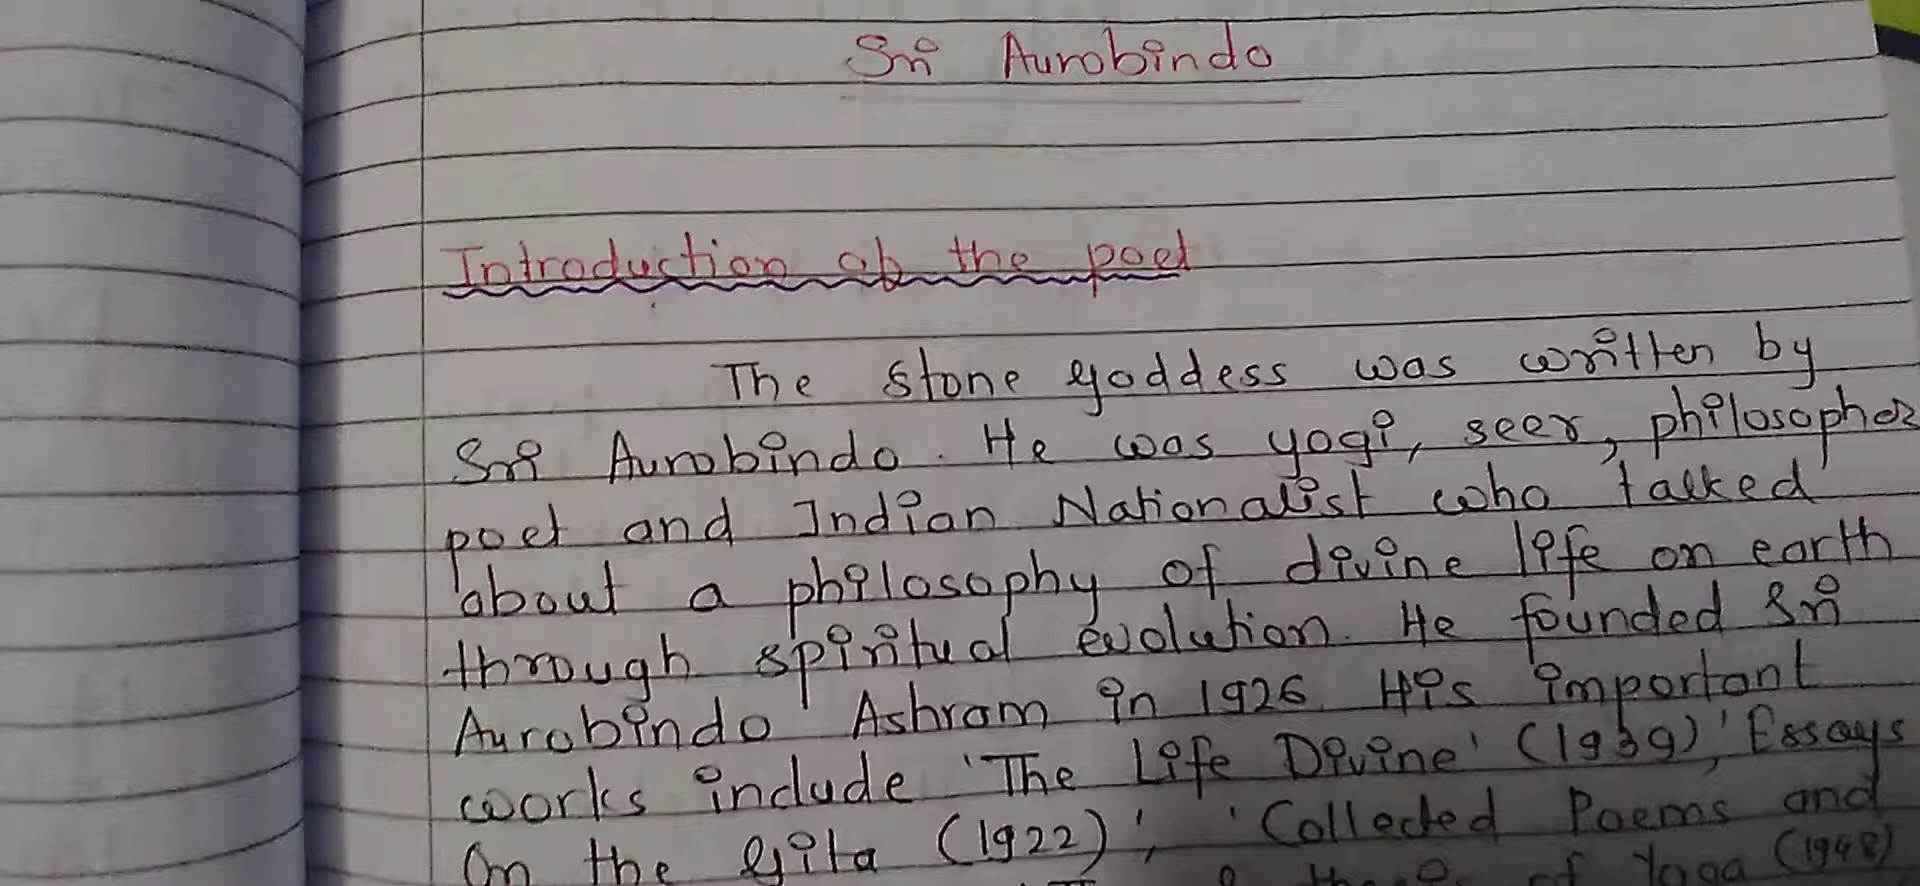 Sri Aurobindo
Introduction of the poet
The Stone Goddess was written by
Sri Aurobindo. He was yogi, seer, philosopher
poet and Indian Nationalist who talked
about a philosophy of divine life on earth
through spiritual evolution. He founded Sri
Aurobindo Ashram in 1926. His important
works include 'The Life Divine' (1939), 'Essays
On the Gita (1922)', 'Collected Poems and
of Yoga (1948)